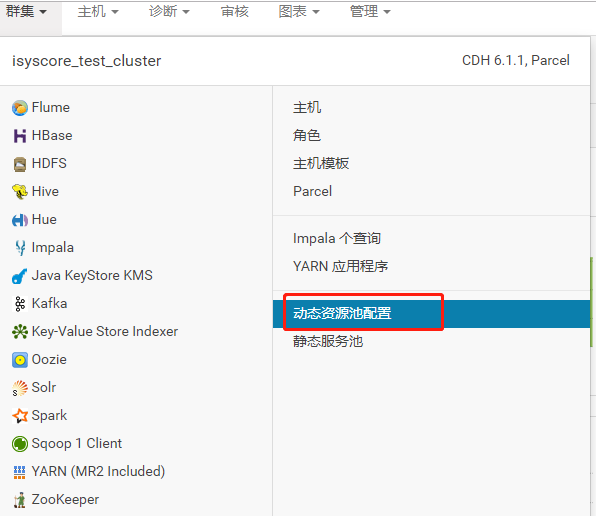 群集 主机 诊断 审核 图表 管理
isyscore_test_cluster CDH 6.1.1, Parcel
Flume
HBase
HDFS
Hive
Hue
Impala
Java KeyStore KMS
Kafka
Key-Value Store Indexer
Oozie
Solr
Spark
Sqoop 1 Client
YARN (MR2 Included)
ZooKeeper
主机
角色
主机模板
Parcel
Impala 个查询
YARN 应用程序
动态资源池配置
静态服务池